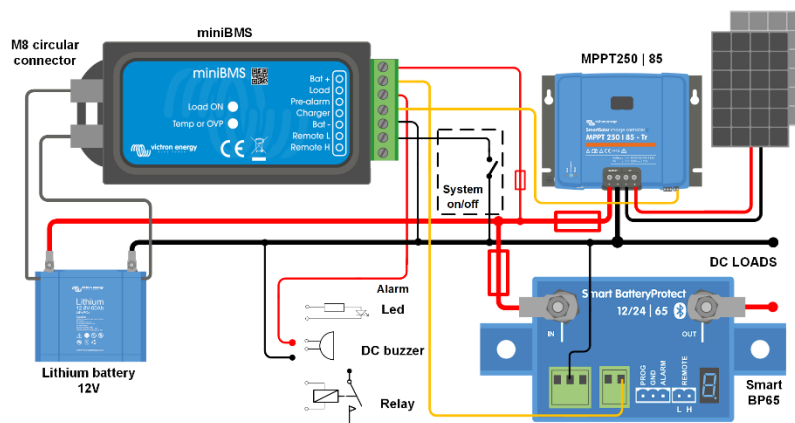 M8 circular
connector
miniBMS
miniBMS
Load ON
Temp or OVP
victron energy
Bat +
Load
Pre-alarm
Charger
Bat -
Remote L
Remote H
System
on/off
MPPT250 | 85
victron energy
SmartSolar charge controller
MPPT 250 | 85 - Tr
DC LOADS
Lithium
12.8V-60Ah
Lithium battery
12V
Alarm
Led
DC buzzer
Relay
Smart BatteryProtect
12/24 | 65
IN
OUT
PROG
GND
ALARM
REMOTE
L H
Smart
BP65